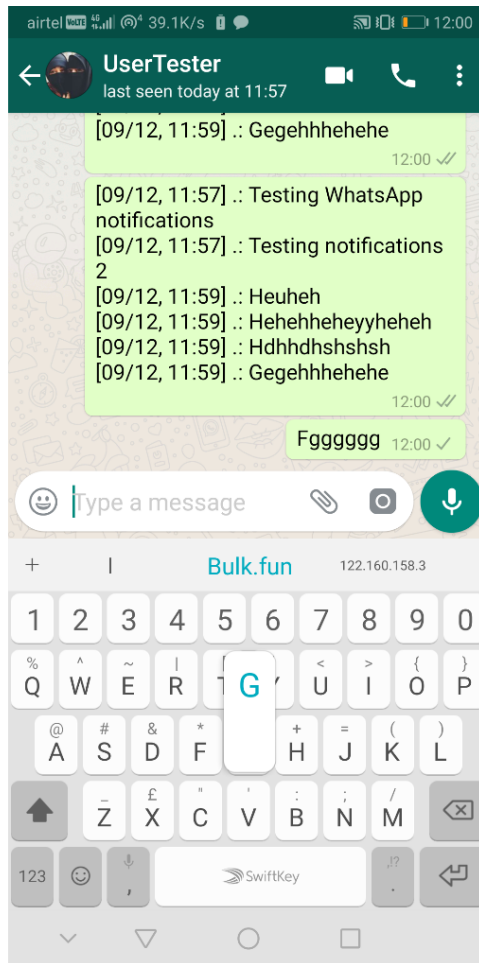 airtel VoLTE 4G 4 39.1K/s 12:00
UserTester
last seen today at 11:57
[09/12, 11:59] .: Gegehhhehehe
12:00
[09/12, 11:57] .: Testing WhatsApp
notifications
[09/12, 11:57] .: Testing notifications
2
[09/12, 11:59] .: Heuheh
[09/12, 11:59] .: Hehehheheyyheheh
[09/12, 11:59] .: Hdhhdhshshsh
[09/12, 11:59] .: Gegehhhehehe
12:00
Fgggggg 12:00
Type a message
+ | Bulk.fun 122.160.158.3
1 2 3 4 5 6 7 8 9 0
% ^ ~ | < > { }
Q W E R T G U I O P
@ # & * + = ( )
A S D F H J K L
_ £ " ' : ; /
Z X C V B N M
123 , SwiftKey ,!? .